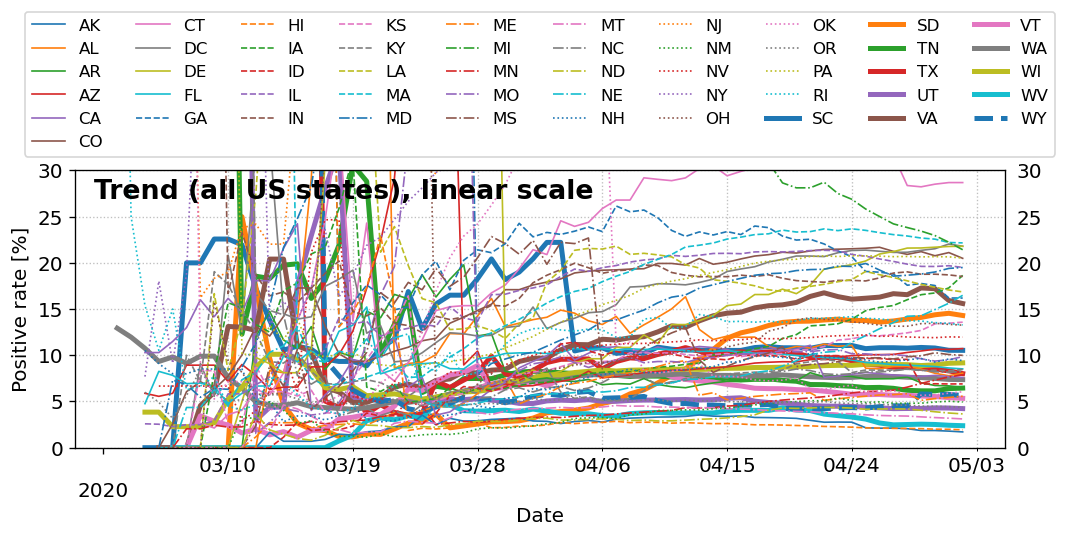 AK CT HI KS ME MT NJ OK SD VT
AL DC IA KY MI NC NM OR TN WA
AR DE ID LA MN ND NV PA TX WI
AZ FL IL MA MO NE NY RI UT WV
CA GA IN MD MS NH OH SC VA WY
CO
Trend (all US states), linear scale
30 30
25 25
20 20
15 15
10 10
5 5
0 0
Positive rate [%]
03/10 03/19 03/28 04/06 04/15 04/24 05/03
2020
Date